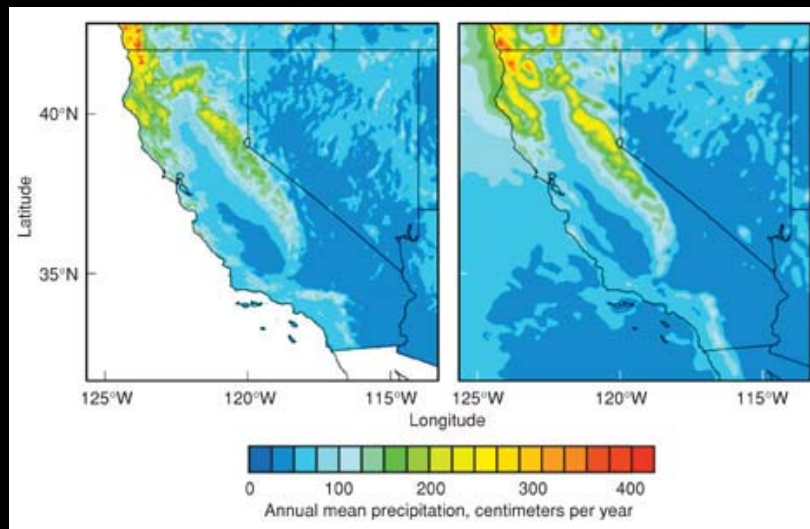 40°N
35°N
Latitude
125°W 120°W 115°W 125°W 120°W 115°W
Longitude
0 100 200 300 400
Annual mean precipitation, centimeters per year